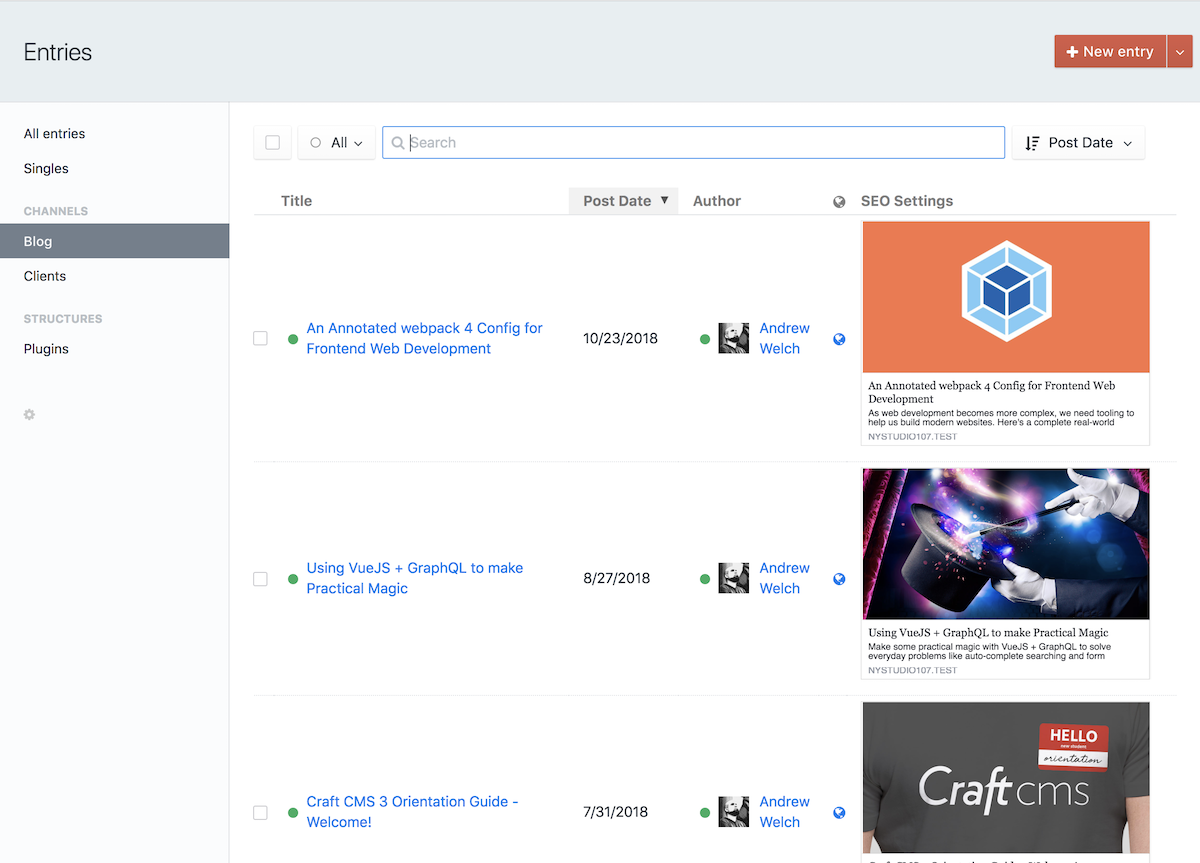 Entries
New entry
All entries
Singles
CHANNELS
Blog
Clients
STRUCTURES
Plugins
All
Search
Post Date
Title
Post Date ▼
Author
SEO Settings
An Annotated webpack 4 Config for
Frontend Web Development
10/23/2018
Andrew
Welch
An Annotated webpack 4 Config for Frontend Web
Development
As web development becomes more complex, we need tooling to
help us build modern websites. Here's a complete real-world
NYSTUDIO107.TEST
Using VueJS + GraphQL to make
Practical Magic
8/27/2018
Andrew
Welch
Using VueJS + GraphQL to make Practical Magic
Make some practical magic with VueJS + GraphQL to solve
everyday problems like auto-complete searching and form
NYSTUDIO107.TEST
Craft CMS 3 Orientation Guide -
Welcome!
7/31/2018
Andrew
Welch
HELLO
new student
orientation
Craft cms